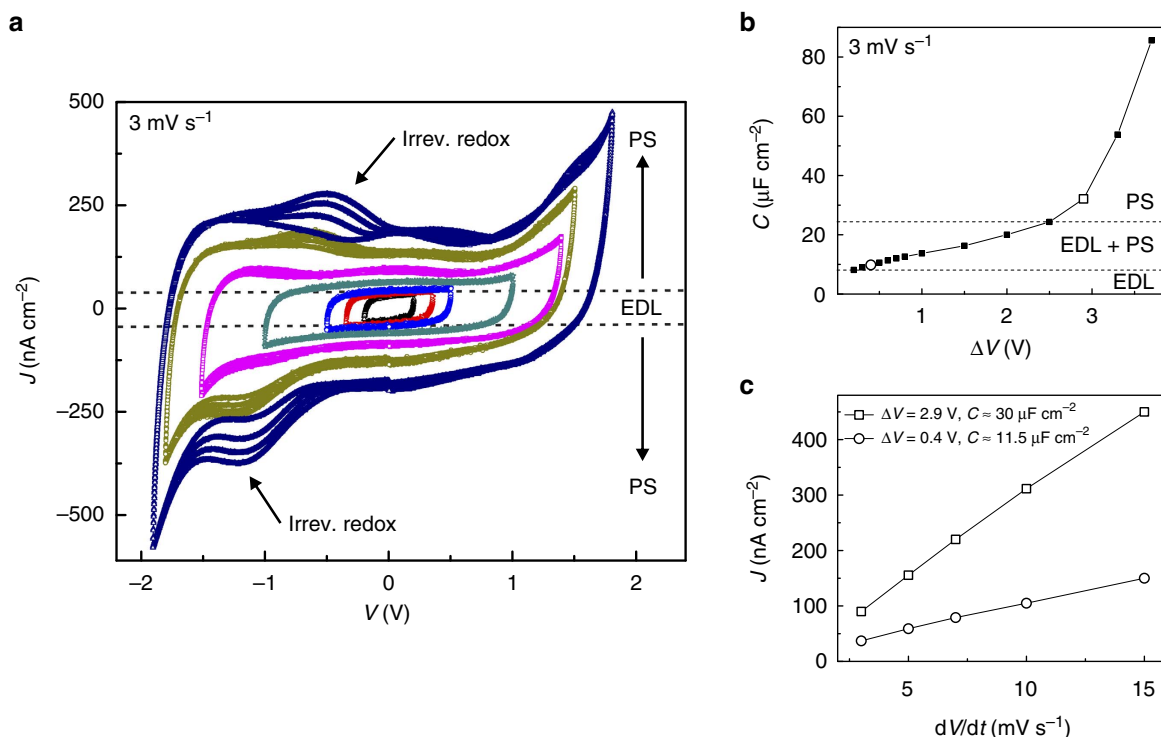 a
3 mV s⁻¹
Irrev. redox
PS
EDL
PS
Irrev. redox
500
250
0
−250
−500
J (nA cm⁻²)
−2
−1
0
1
2
V (V)
b
3 mV s⁻¹
80
60
40
20
0
C (μF cm⁻²)
PS
EDL + PS
EDL
1
2
3
ΔV (V)
c
ΔV = 2.9 V, C ≈ 30 μF cm⁻²
ΔV = 0.4 V, C ≈ 11.5 μF cm⁻²
400
300
200
100
0
J (nA cm⁻²)
5
10
15
dV/dt (mV s⁻¹)